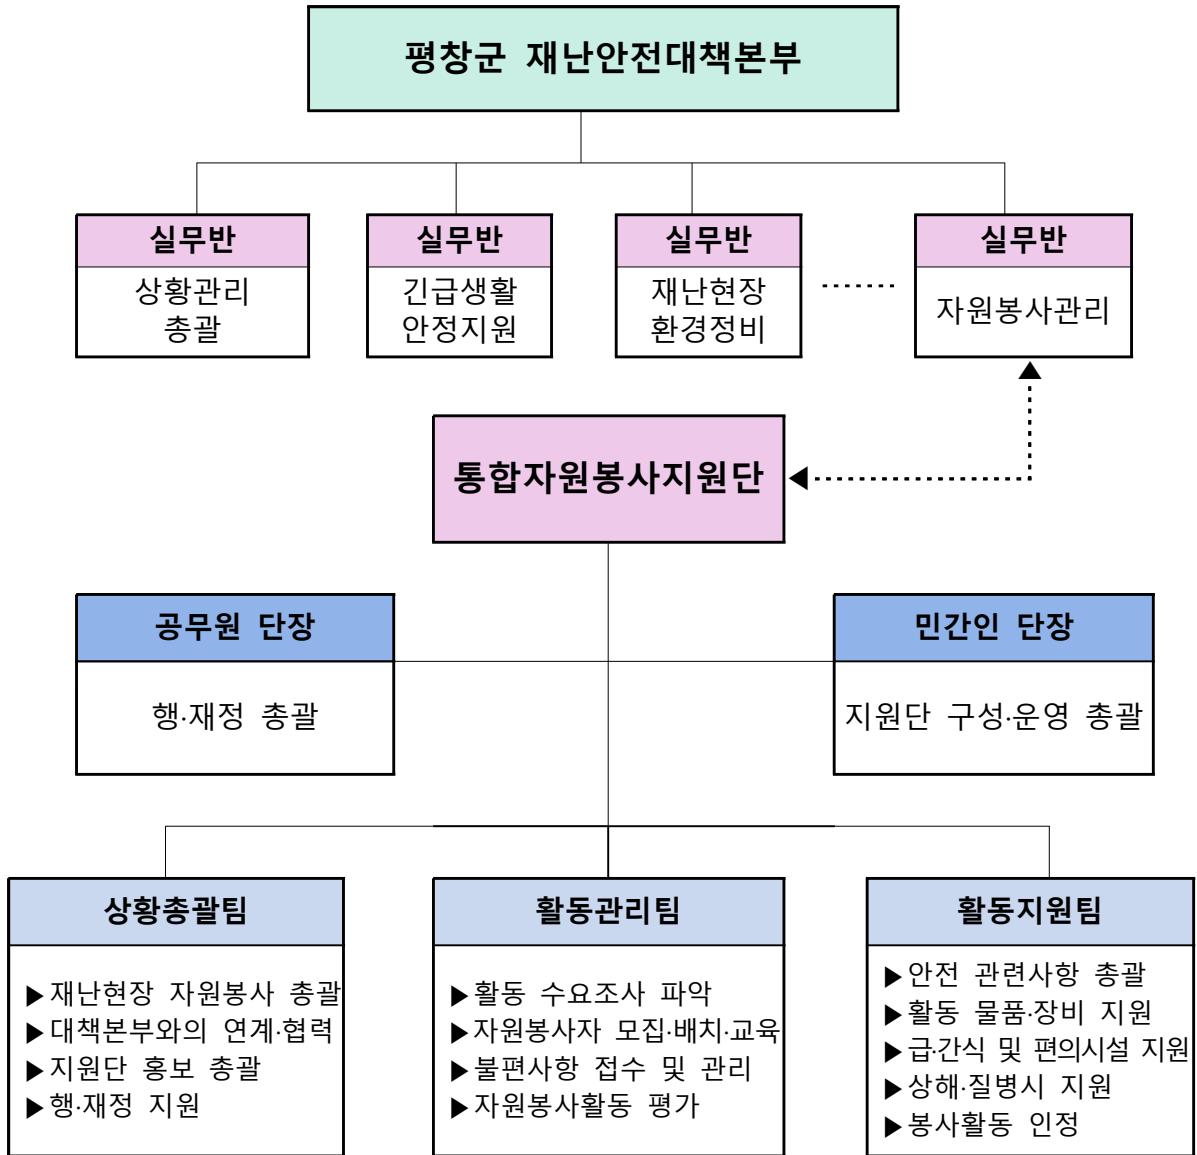 평창군 재난안전대책본부
실무반
상황관리
총괄
실무반
긴급생활
안정지원
실무반
재난현장
환경정비
실무반
자원봉사관리
통합자원봉사지원단
공무원 단장
행·재정 총괄
민간인 단장
지원단 구성·운영 총괄
상황총괄팀
▶재난현장 자원봉사 총괄
▶대책본부와의 연계·협력
▶지원단 홍보 총괄
▶행·재정 지원
활동관리팀
▶활동 수요조사 파악
▶자원봉사자 모집·배치·교육
▶불편사항 접수 및 관리
▶자원봉사활동 평가
활동지원팀
▶안전 관련사항 총괄
▶활동 물품·장비 지원
▶급·간식 및 편의시설 지원
▶상해·질병시 지원
▶봉사활동 인정